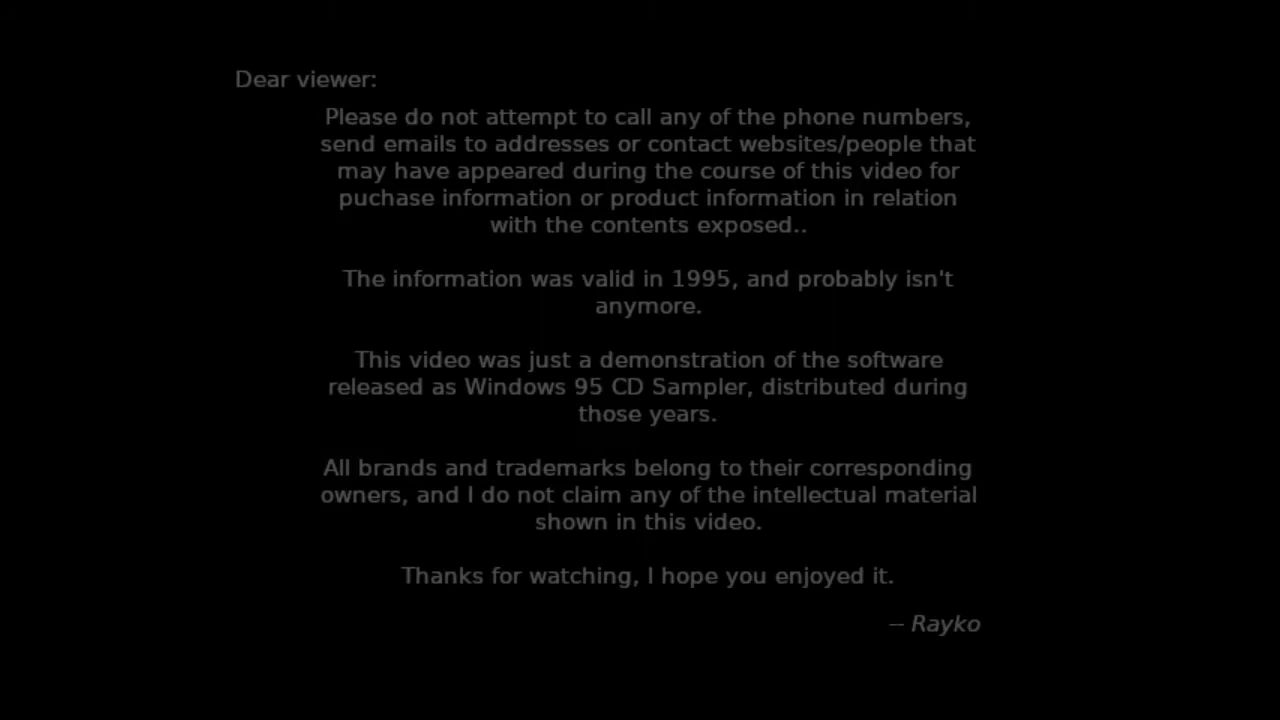 Dear viewer:
Please do not attempt to call any of the phone numbers,
send emails to addresses or contact websites/people that
may have appeared during the course of this video for
puchase information or product information in relation
with the contents exposed..
The information was valid in 1995, and probably isn't
anymore.
This video was just a demonstration of the software
released as Windows 95 CD Sampler, distributed during
those years.
All brands and trademarks belong to their corresponding
owners, and I do not claim any of the intellectual material
shown in this video.
Thanks for watching, I hope you enjoyed it.
-- Rayko